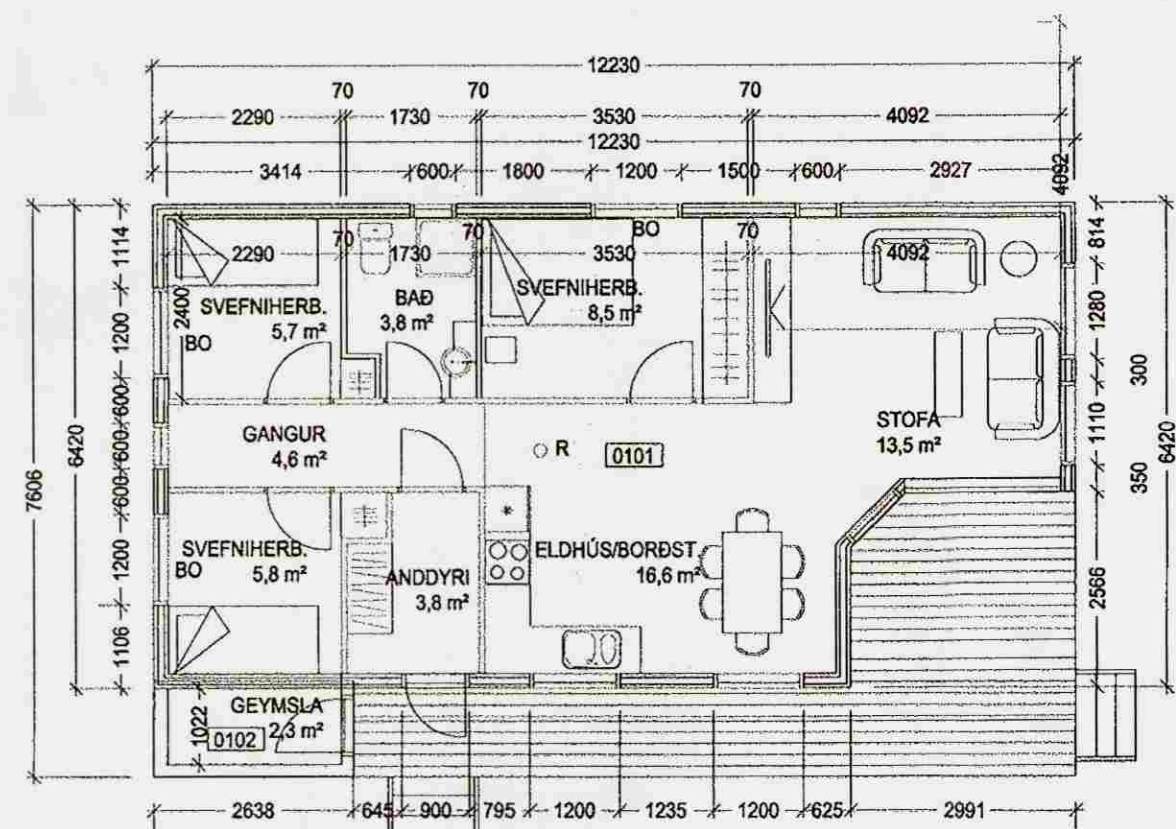 12230
70 70 70
2290 1730 3530 4092
12230
3414 600 1800 1200 1500 600 2927
4092
7606
6420
1114
1200
600
600
600
1200
1106
2290 70 1730 70 3530 70 4092
BO
2400
SVEFNIHERB.
5,7 m²
BO
BAÐ
3,8 m²
SVEFNIHERB.
8,5 m²
STOFA
13,5 m²
GANGUR
4,6 m²
R
0101
SVEFNIHERB.
BO
5,8 m²
ANDDYRI
3,8 m²
*
ELDHÚS/BORÐST.
16,6 m²
GEYMSLA
2,3 m²
0102
1022
814
1280
300
1110
350
2566
6420
2638 645 900 795 1200 1235 1200 625 2991